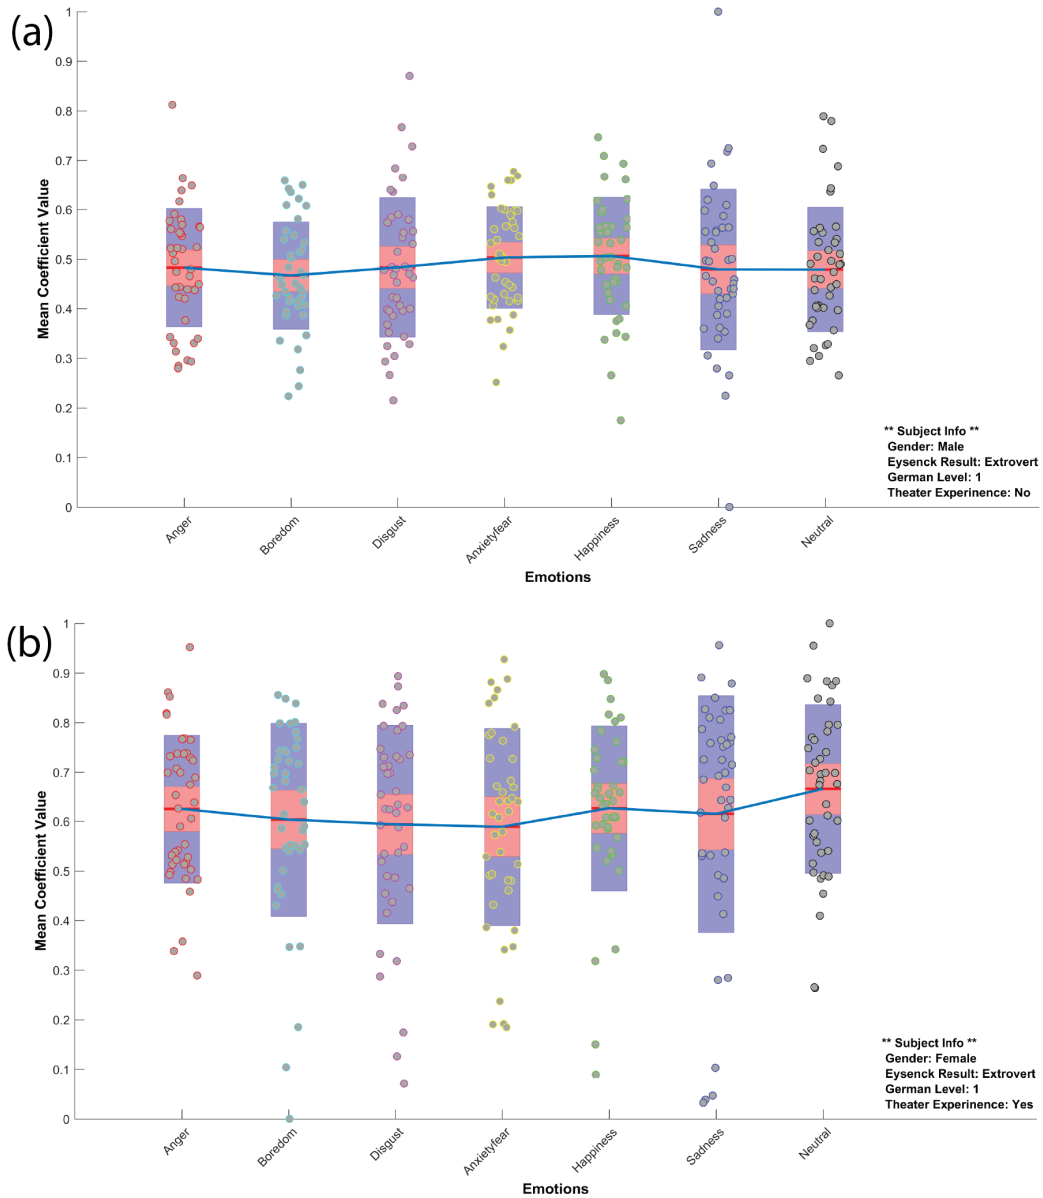 (a)
1
0.9
0.8
0.7
0.6
0.5
0.4
0.3
0.2
0.1
0
Mean Coefficient Value
Anger
Boredom
Disgust
Anxietyfear
Happiness
Sadness
Neutral
Emotions
** Subject Info **
Gender: Male
Eysenck Result: Extrovert
German Level: 1
Theater Experinence: No
(b)
1
0.9
0.8
0.7
0.6
0.5
0.4
0.3
0.2
0.1
0
Mean Coefficient Value
Anger
Boredom
Disgust
Anxietyfear
Happiness
Sadness
Neutral
Emotions
** Subject Info **
Gender: Female
Eysenck Result: Extrovert
German Level: 1
Theater Experinence: Yes